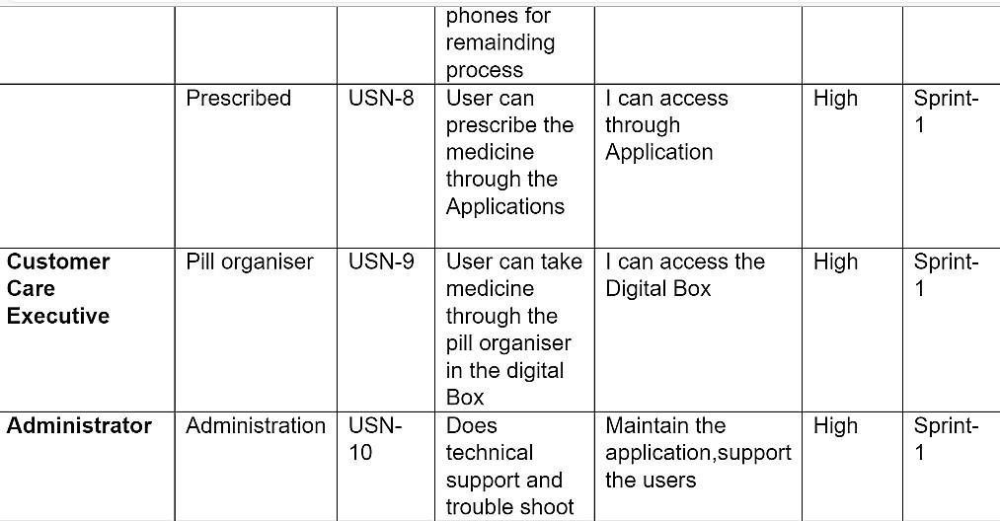 phones for
remainding
process
Prescribed
USN-8
User can
prescribe the
medicine
through the
Applications
I can access
through
Application
High
Sprint-
1
Customer
Care
Executive
Pill organiser
USN-9
User can take
medicine
through the
pill organiser
in the digital
Box
I can access the
Digital Box
High
Sprint-
1
Administrator
Administration
USN-
10
Does
technical
support and
trouble shoot
Maintain the
application,support
the users
High
Sprint-
1